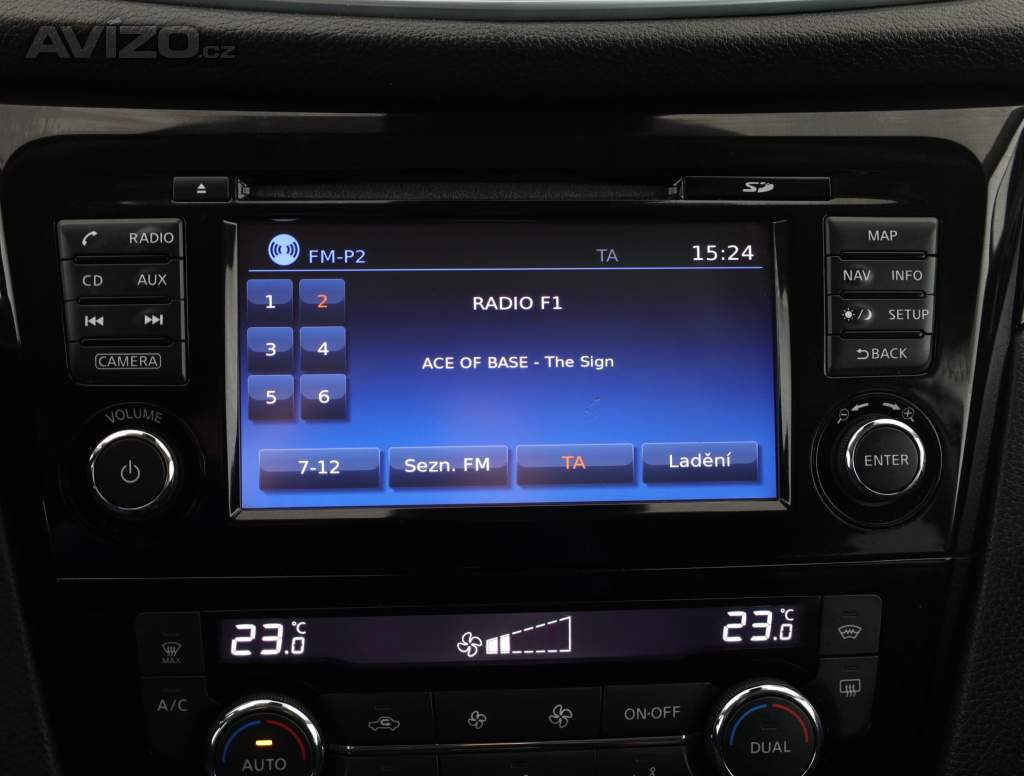 AVÍZO.cz
SD
RADIO
CD AUX
CAMERA
VOLUME
FM-P2 TA 15:24
1 2
3 4
5 6
RADIO F1
ACE OF BASE - The Sign
7-12 Sezn. FM TA Ladění
MAP
NAV INFO
SETUP
BACK
ENTER
23.0 °C
23.0 °C
MAX
A/C
ON·OFF
AUTO
DUAL